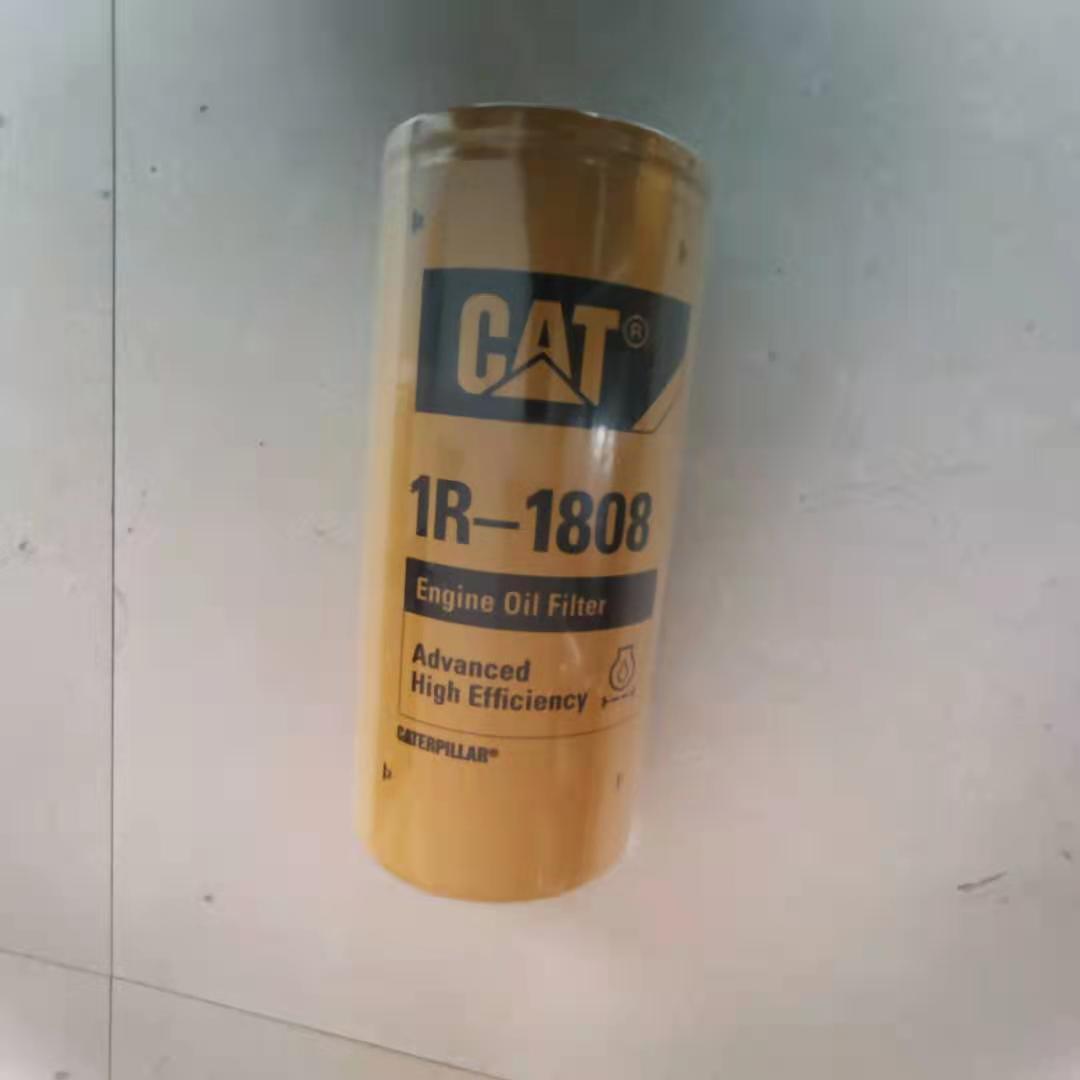 CAT®
1R-1808
Engine Oil Filter
Advanced
High Efficiency
CATERPILLAR®